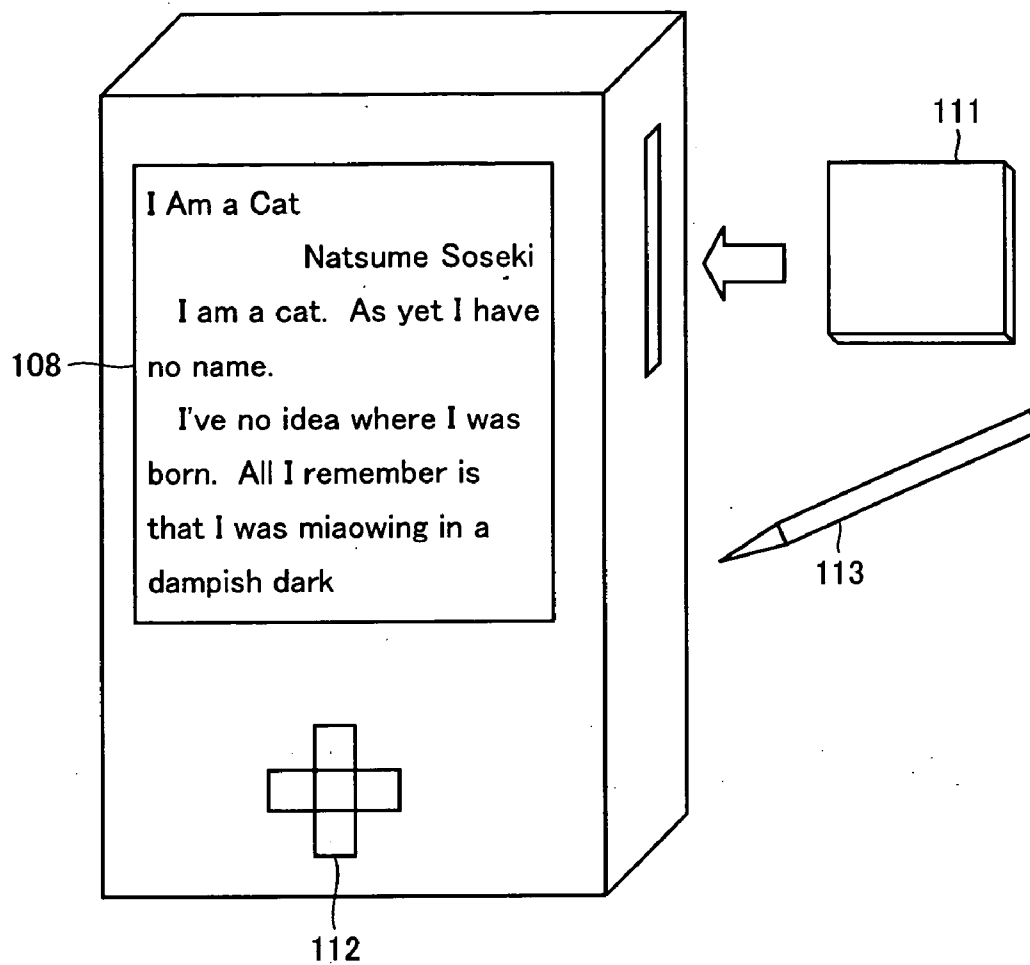 111
I Am a Cat
Natsume Soseki
I am a cat. As yet I have
108
no name.
I've no idea where I was
born. All I remember is
that I was miaowing in a
113
dampish dark
112